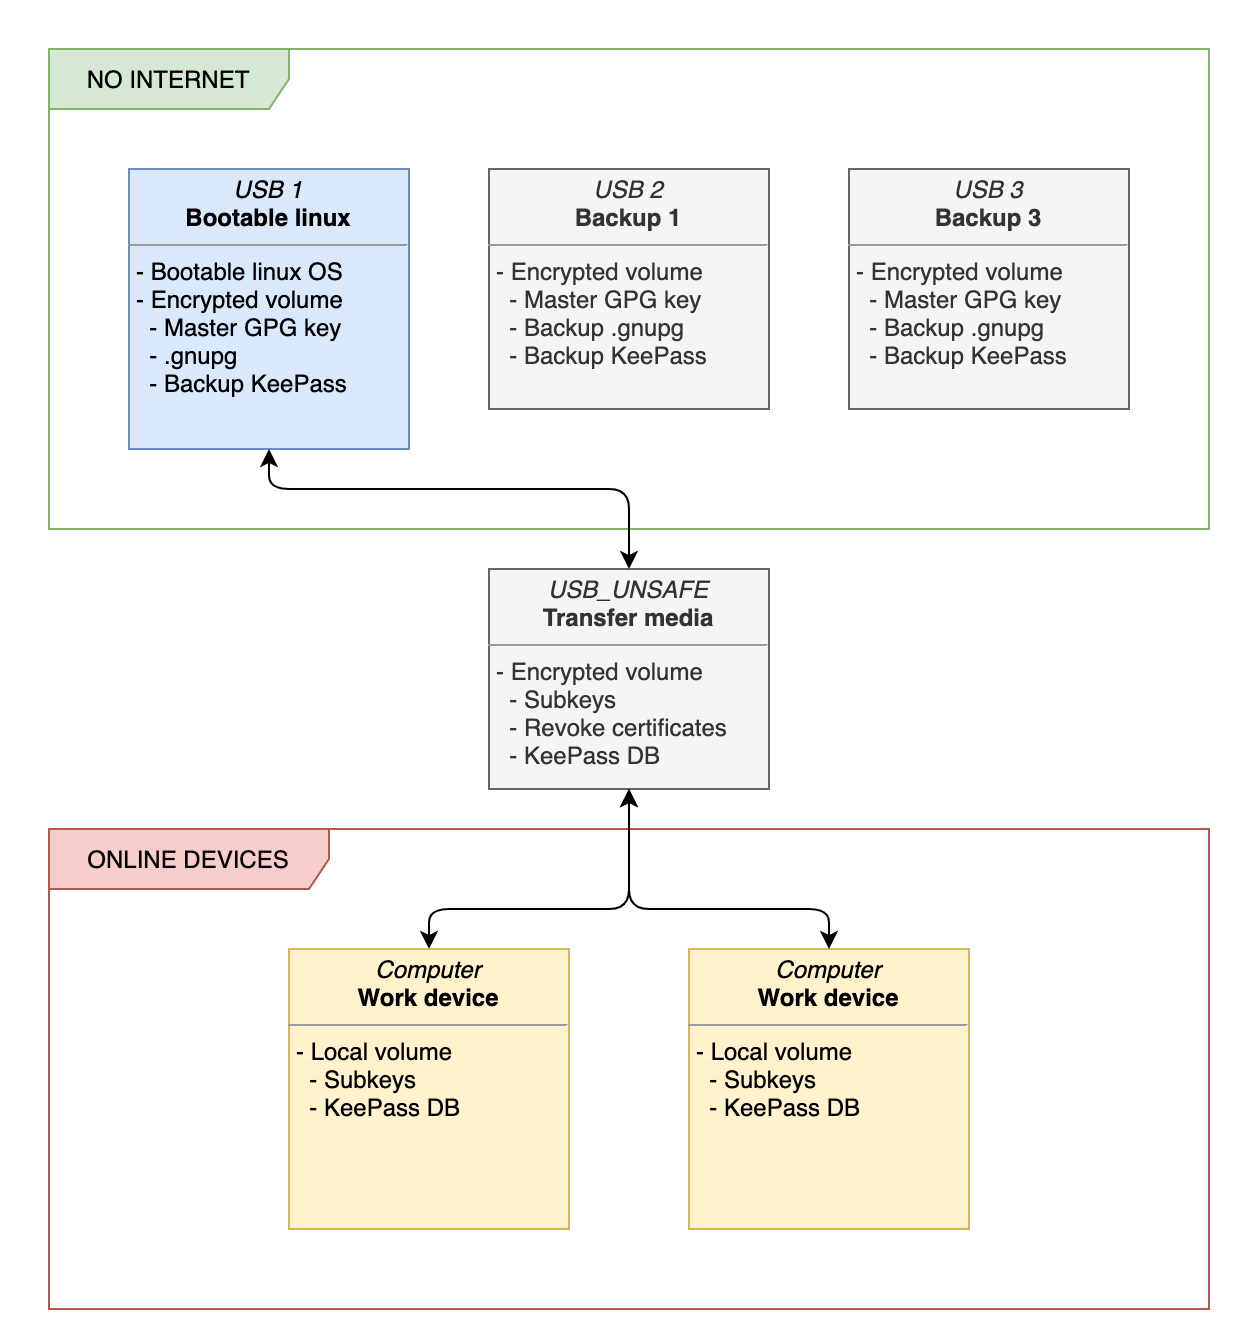 NO INTERNET
USB 1
Bootable linux
- Bootable linux OS
- Encrypted volume
- Master GPG key
- .gnupg
- Backup KeePass
USB 2
Backup 1
- Encrypted volume
- Master GPG key
- Backup .gnupg
- Backup KeePass
USB 3
Backup 3
- Encrypted volume
- Master GPG key
- Backup .gnupg
- Backup KeePass
USB_UNSAFE
Transfer media
- Encrypted volume
- Subkeys
- Revoke certificates
- KeePass DB
ONLINE DEVICES
Computer
Work device
- Local volume
- Subkeys
- KeePass DB
Computer
Work device
- Local volume
- Subkeys
- KeePass DB